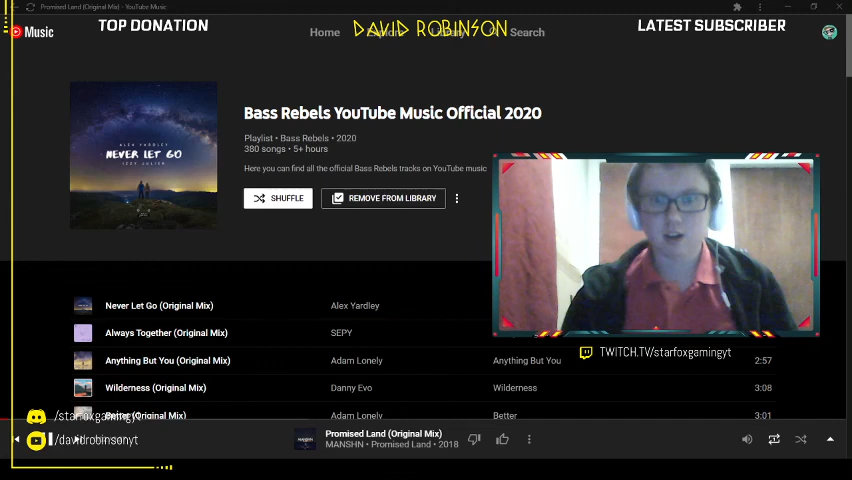 Promised Land (Original Mix) - YouTube Music
Music
TOP DONATION
Home
DAVID ROBINSON
Search
LATEST SUBSCRIBER
ALEX YARDLEY
NEVER LET GO
Bass Rebels YouTube Music Official 2020
Playlist • Bass Rebels • 2020
380 songs • 5+ hours
Here you can find all the official Bass Rebels tracks on YouTube music
SHUFFLE
REMOVE FROM LIBRARY
Never Let Go (Original Mix) Alex Yardley
Always Together (Original Mix) SEPY
TWITCH.TV/starfoxgamingyt
Anything But You (Original Mix) Adam Lonely Anything But You 2:57
Wilderness (Original Mix) Danny Evo Wilderness 3:08
Better (Original Mix) Adam Lonely Better 3:01
/starfoxgamingyt
/davidrobinsonyt
MANSHN
Promised Land (Original Mix)
MANSHN • Promised Land • 2018